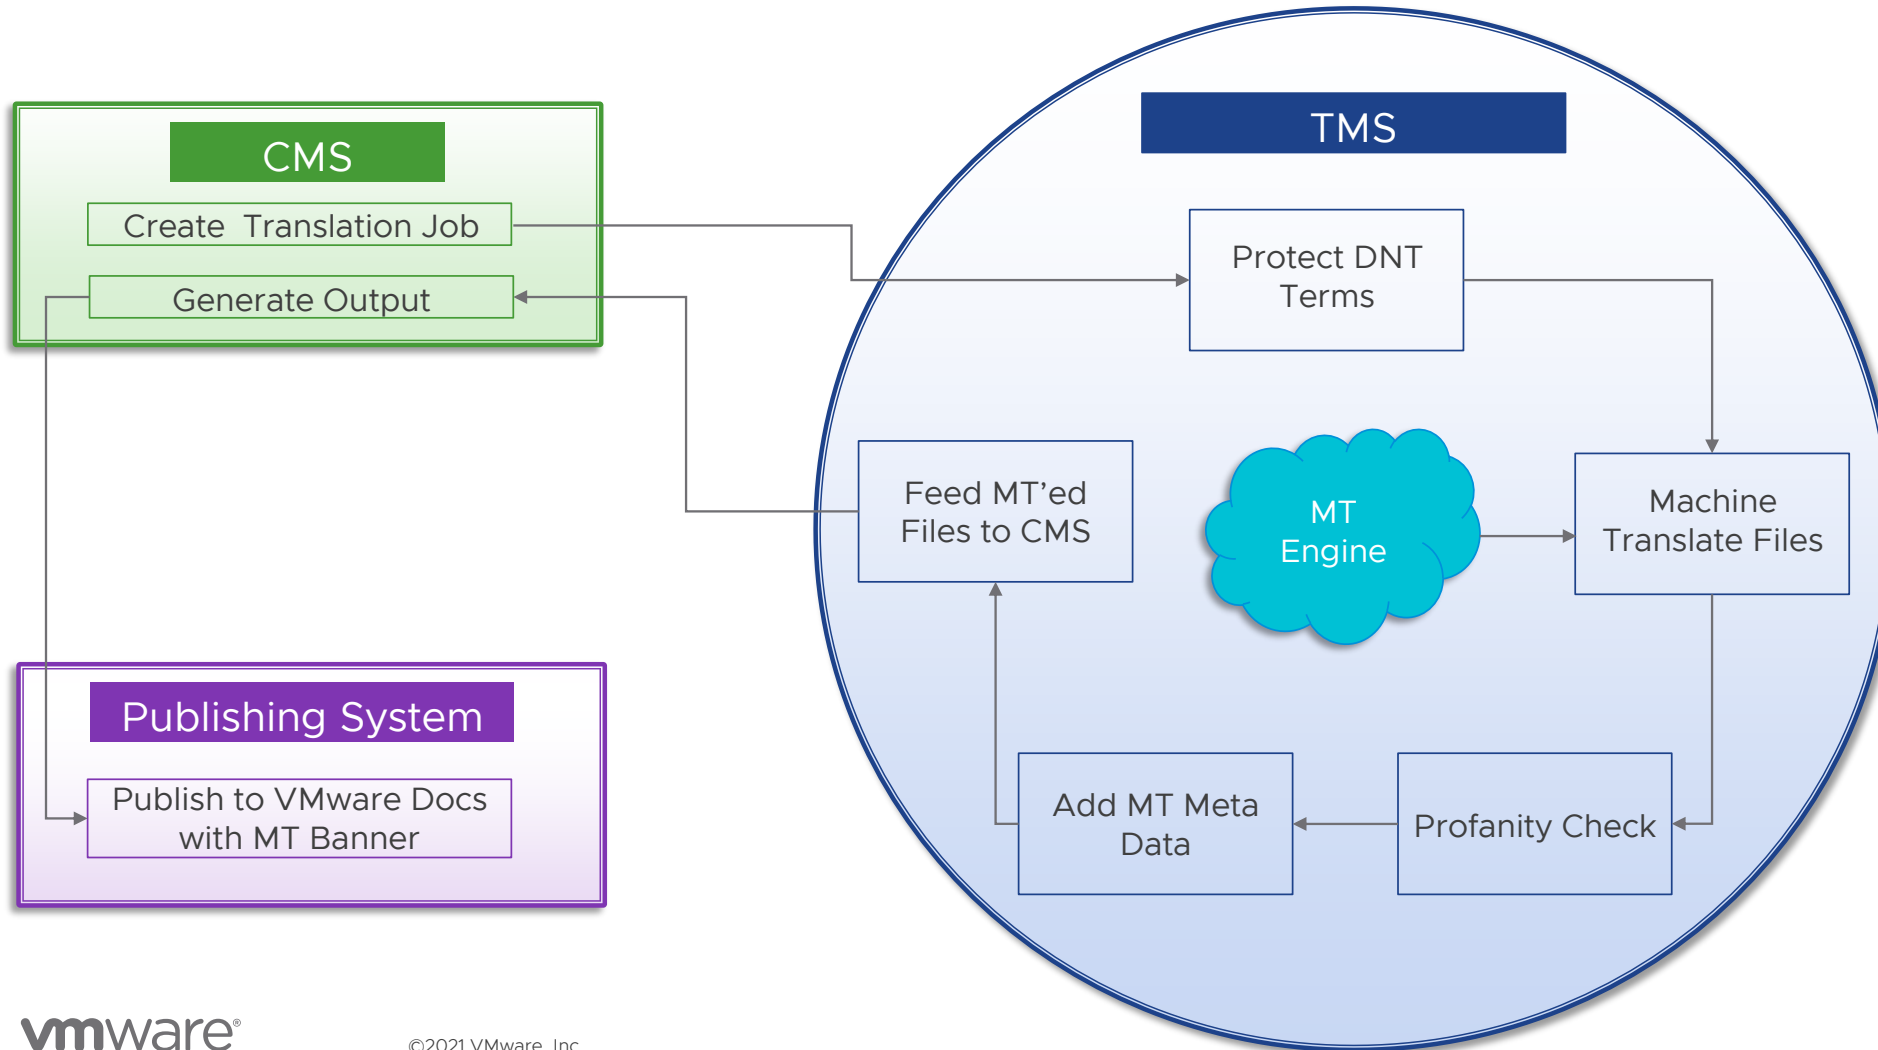 CMS
Create Translation Job
Generate Output
TMS
Protect DNT
Terms
Feed MT’ed
Files to CMS
MT
Engine
Machine
Translate Files
Publishing System
Publish to VMware Docs
with MT Banner
Add MT Meta
Data
Profanity Check
vmware®
©2021 VMware, Inc